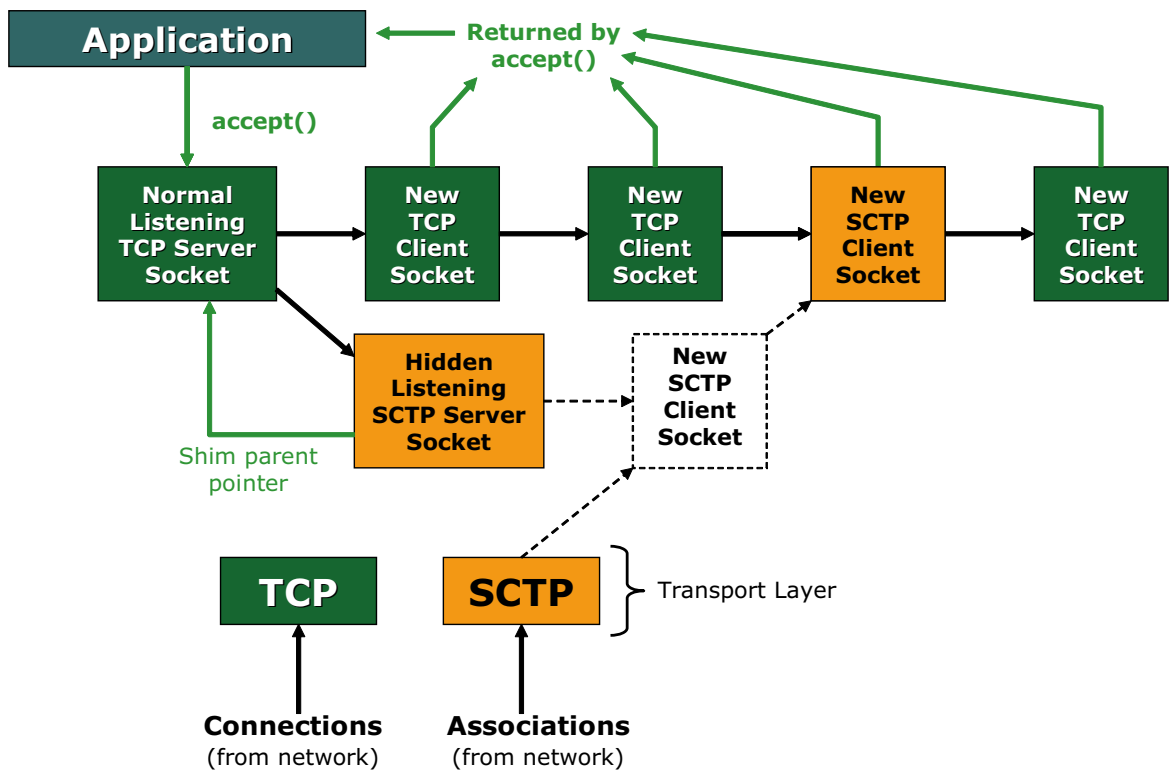 Application
Returned by
accept()
accept()
Normal
Listening
TCP Server
Socket
New
TCP
Client
Socket
New
TCP
Client
Socket
New
SCTP
Client
Socket
New
TCP
Client
Socket
Hidden
Listening
SCTP Server
Socket
New
SCTP
Client
Socket
Shim parent
pointer
TCP
SCTP
Transport Layer
Connections
(from network)
Associations
(from network)